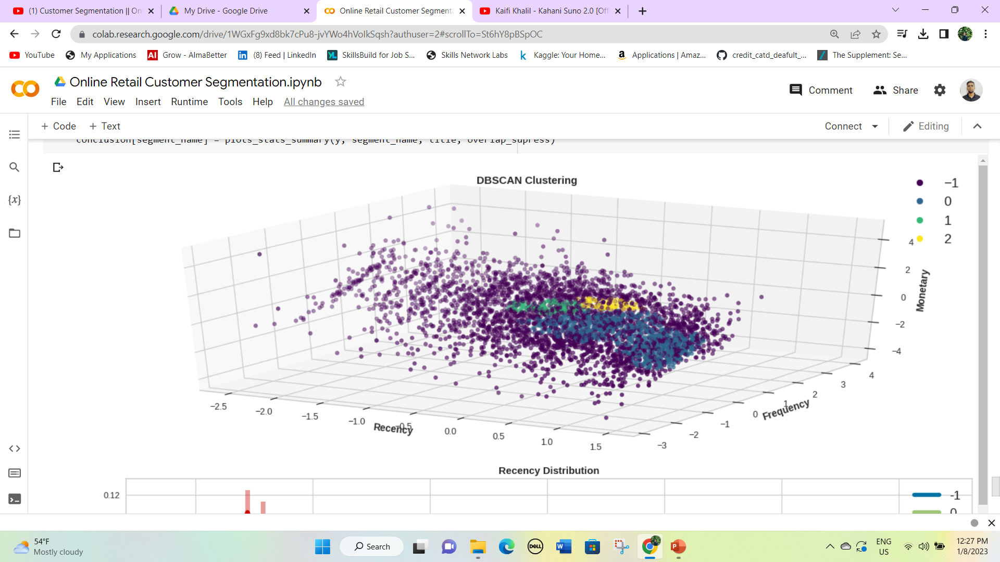 (1) Customer Segmentation || On
My Drive - Google Drive
Online Retail Customer Segmenta
Kaifi Khalil - Kahani Suno 2.0 [Off
colab.research.google.com/drive/1WGxFg9xd8bk7cPu8-jvYWo4hVoIkSqsh?authuser=2#scrollTo=St6hY8pBSpOC
YouTube
My Applications
AI Grow - AlmaBetter
in (8) Feed | LinkedIn
SkillsBuild for Job S...
Skills Network Labs
k Kaggle: Your Home...
a Applications | Amaz...
credit_catd_deafult_...
The Supplement: Se...
Online Retail Customer Segmentation.ipynb
File Edit View Insert Runtime Tools Help All changes saved
Comment
Share
+ Code + Text
Connect
Editing
conclusion[segment_name] = plots_stats_summary(y, segment_name, title, overlap_supress)
{x}
DBSCAN Clustering
−1
0
1
2
4
2
0
−2
−4
Monetary
4
3
2
1
0
−1
−2
−3
Frequency
−2.5
−2.0
−1.5
−1.0
−0.5
0.0
0.5
1.0
1.5
Recency
Recency Distribution
0.12
-1
0
54°F
Mostly cloudy
Search
DELL
W
P
ENG
US
12:27 PM
1/8/2023